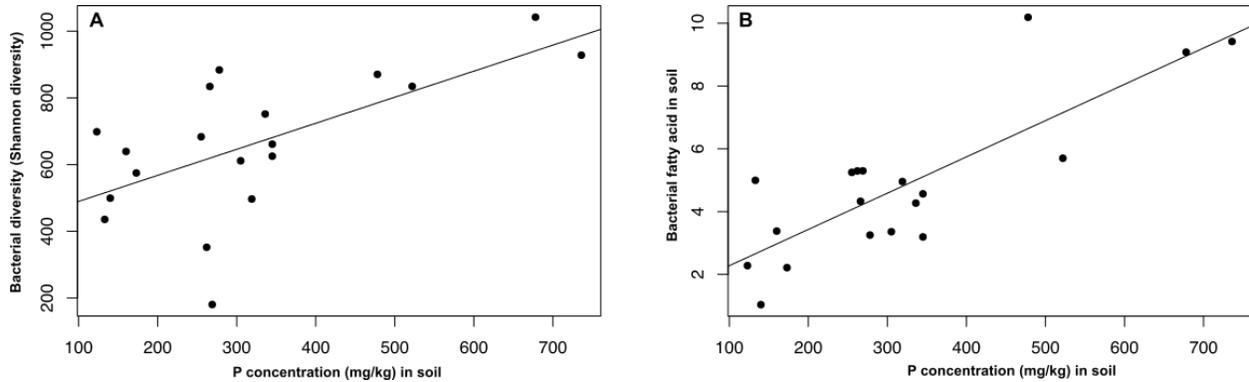 A
Bacterial diversity (Shannon diversity)
1000
800
600
400
200
100 200 300 400 500 600 700
P concentration (mg/kg) in soil
B
Bacterial fatty acid in soil
10
8
6
4
2
100 200 300 400 500 600 700
P concentration (mg/kg) in soil